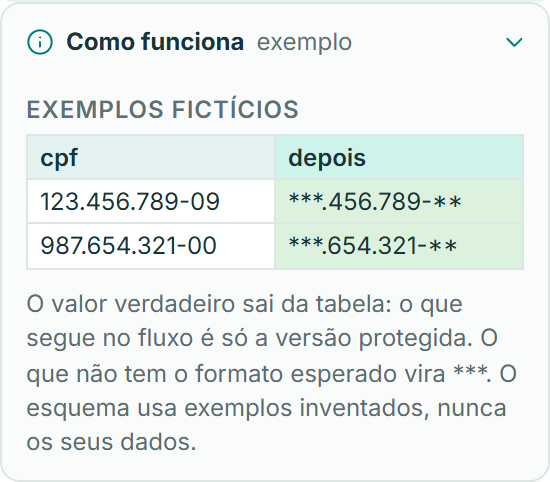 Como funciona exemplo
EXEMPLOS FICTÍCIOS
cpf depois
123.456.789-09 ***.456.789-**
987.654.321-00 ***.654.321-**
O valor verdadeiro sai da tabela: o que
segue no fluxo é só a versão protegida. O
que não tem o formato esperado vira ***. O
esquema usa exemplos inventados, nunca
os seus dados.